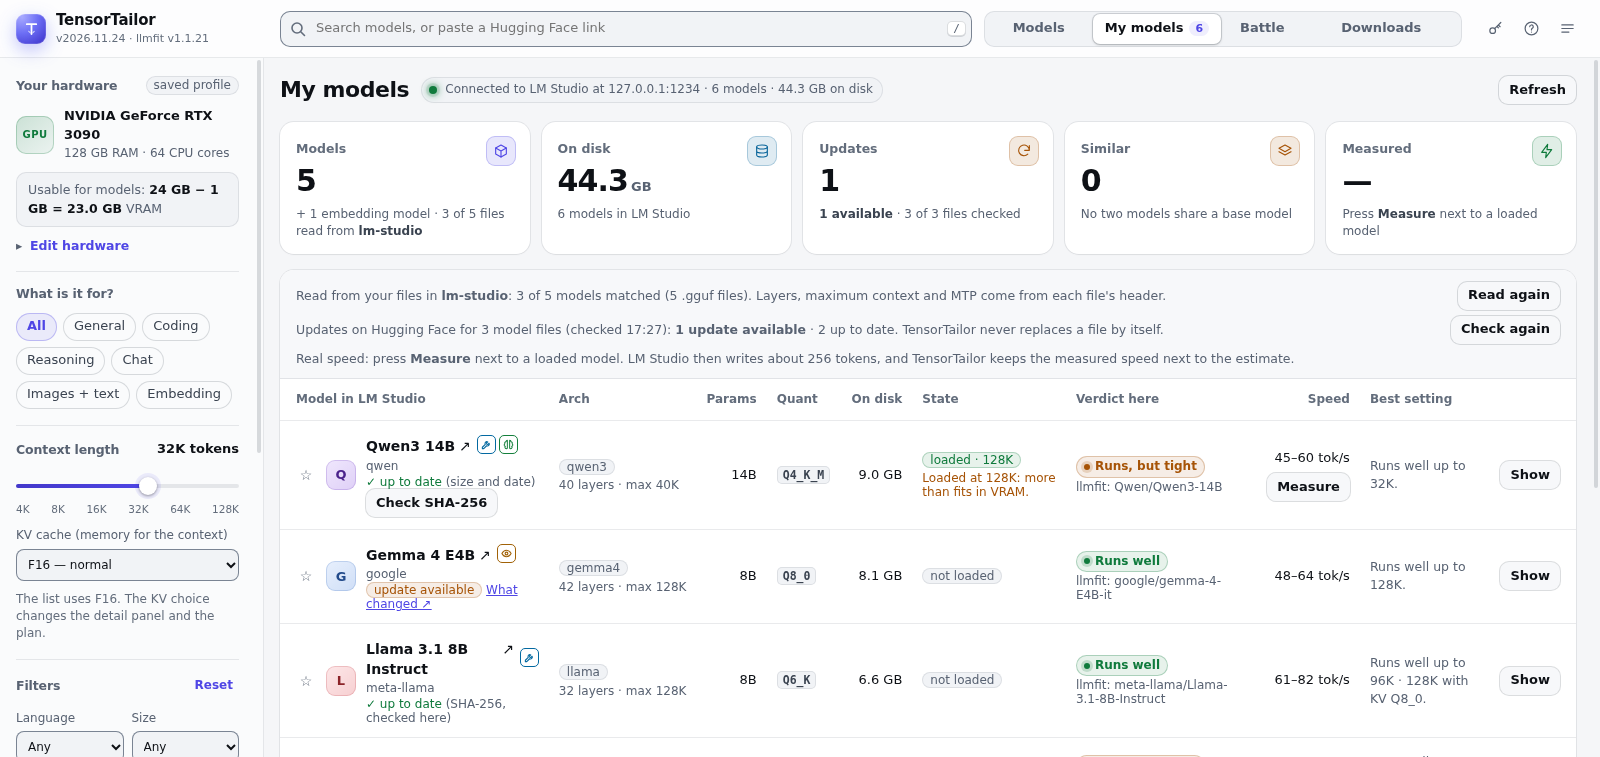 TensorTailor
v2026.11.24 · llmfit v1.1.21
Search models, or paste a Hugging Face link
/
Models
My models 6
Battle
Downloads
Your hardware
saved profile
GPU
NVIDIA GeForce RTX
3090
128 GB RAM · 64 CPU cores
Usable for models: 24 GB − 1
GB = 23.0 GB VRAM
▸ Edit hardware
What is it for?
All
General
Coding
Reasoning
Chat
Images + text
Embedding
Context length
32K tokens
4K 8K 16K 32K 64K 128K
KV cache (memory for the context)
F16 — normal
The list uses F16. The KV choice
changes the detail panel and the
plan.
Filters
Reset
Language
Size
Any
Any
My models
Connected to LM Studio at 127.0.0.1:1234 · 6 models · 44.3 GB on disk
Refresh
Models
5
+ 1 embedding model · 3 of 5 files
read from lm-studio
On disk
44.3 GB
6 models in LM Studio
Updates
1
1 available · 3 of 3 files checked
Similar
0
No two models share a base model
Measured
—
Press Measure next to a loaded
model
Read from your files in lm-studio: 3 of 5 models matched (5 .gguf files). Layers, maximum context and MTP come from each file's header.
Read again
Updates on Hugging Face for 3 model files (checked 17:27): 1 update available · 2 up to date. TensorTailor never replaces a file by itself.
Check again
Real speed: press Measure next to a loaded model. LM Studio then writes about 256 tokens, and TensorTailor keeps the measured speed next to the estimate.
Model in LM Studio Arch Params Quant On disk State Verdict here Speed Best setting
☆ Q
Qwen3 14B ↗
qwen
✓ up to date (size and date)
Check SHA-256
qwen3
40 layers · max 40K
14B
Q4_K_M
9.0 GB
loaded · 128K
Loaded at 128K: more
than fits in VRAM.
Runs, but tight
llmfit: Qwen/Qwen3-14B
45–60 tok/s
Measure
Runs well up to
32K.
Show
☆ G
Gemma 4 E4B ↗
google
update available What
changed ↗
gemma4
42 layers · max 128K
8B
Q8_0
8.1 GB
not loaded
Runs well
llmfit: google/gemma-4-
E4B-it
48–64 tok/s
Runs well up to
128K.
Show
☆ L
Llama 3.1 8B ↗
Instruct
meta-llama
✓ up to date (SHA-256,
checked here)
llama
32 layers · max 128K
8B
Q6_K
6.6 GB
not loaded
Runs well
llmfit: meta-llama/Llama-
3.1-8B-Instruct
61–82 tok/s
Runs well up to
96K · 128K with
KV Q8_0.
Show